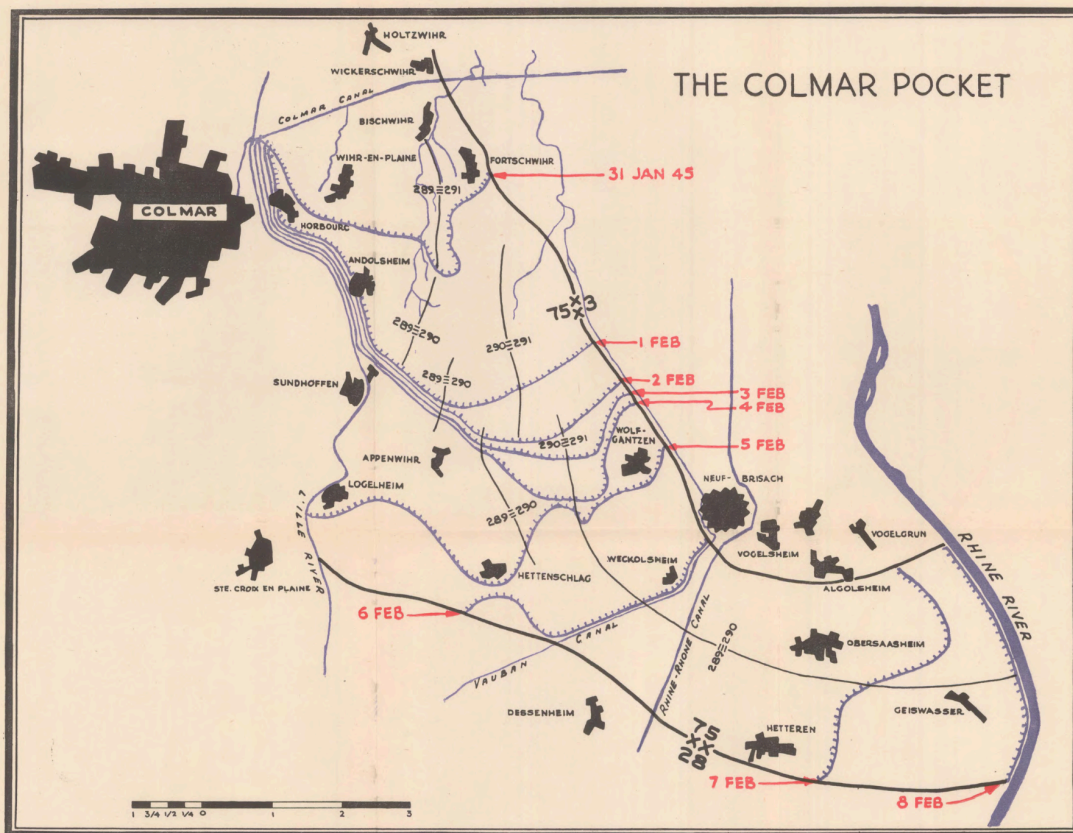 THE COLMAR POCKET
HOLTZWIHR
WICKERSCHWIHR
COLMAR CANAL
BISCHWIHR
WIHR-EN-PLAINE
FORTSCHWIHR
31 JAN 45
289≡291
COLMAR
HORBOURG
ANDOLSHEIM
75××3
289≡290
290≡291
1 FEB
2 FEB
3 FEB
4 FEB
SUNDHOFFEN
289≡290
290≡291
WOLF-
GANTZEN
5 FEB
APPENWIHR
LOGELHEIM
NEUF-BRISACH
L'ILLE RIVER
289≡290
VOGELSHEIM
VOGELGRUN
ALGOLSHEIM
RHINE RIVER
STE. CROIX EN PLAINE
HETTENSCHLAG
WECKOLSHEIM
6 FEB
VAUBAN CANAL
RHINE-RHONE CANAL
289≡290
OBERSAASHEIM
GEISWASSER
DESSENHEIM
75
××
28
HETTEREN
7 FEB
8 FEB
1 3/4 1/2 1/4 0 1 2 3